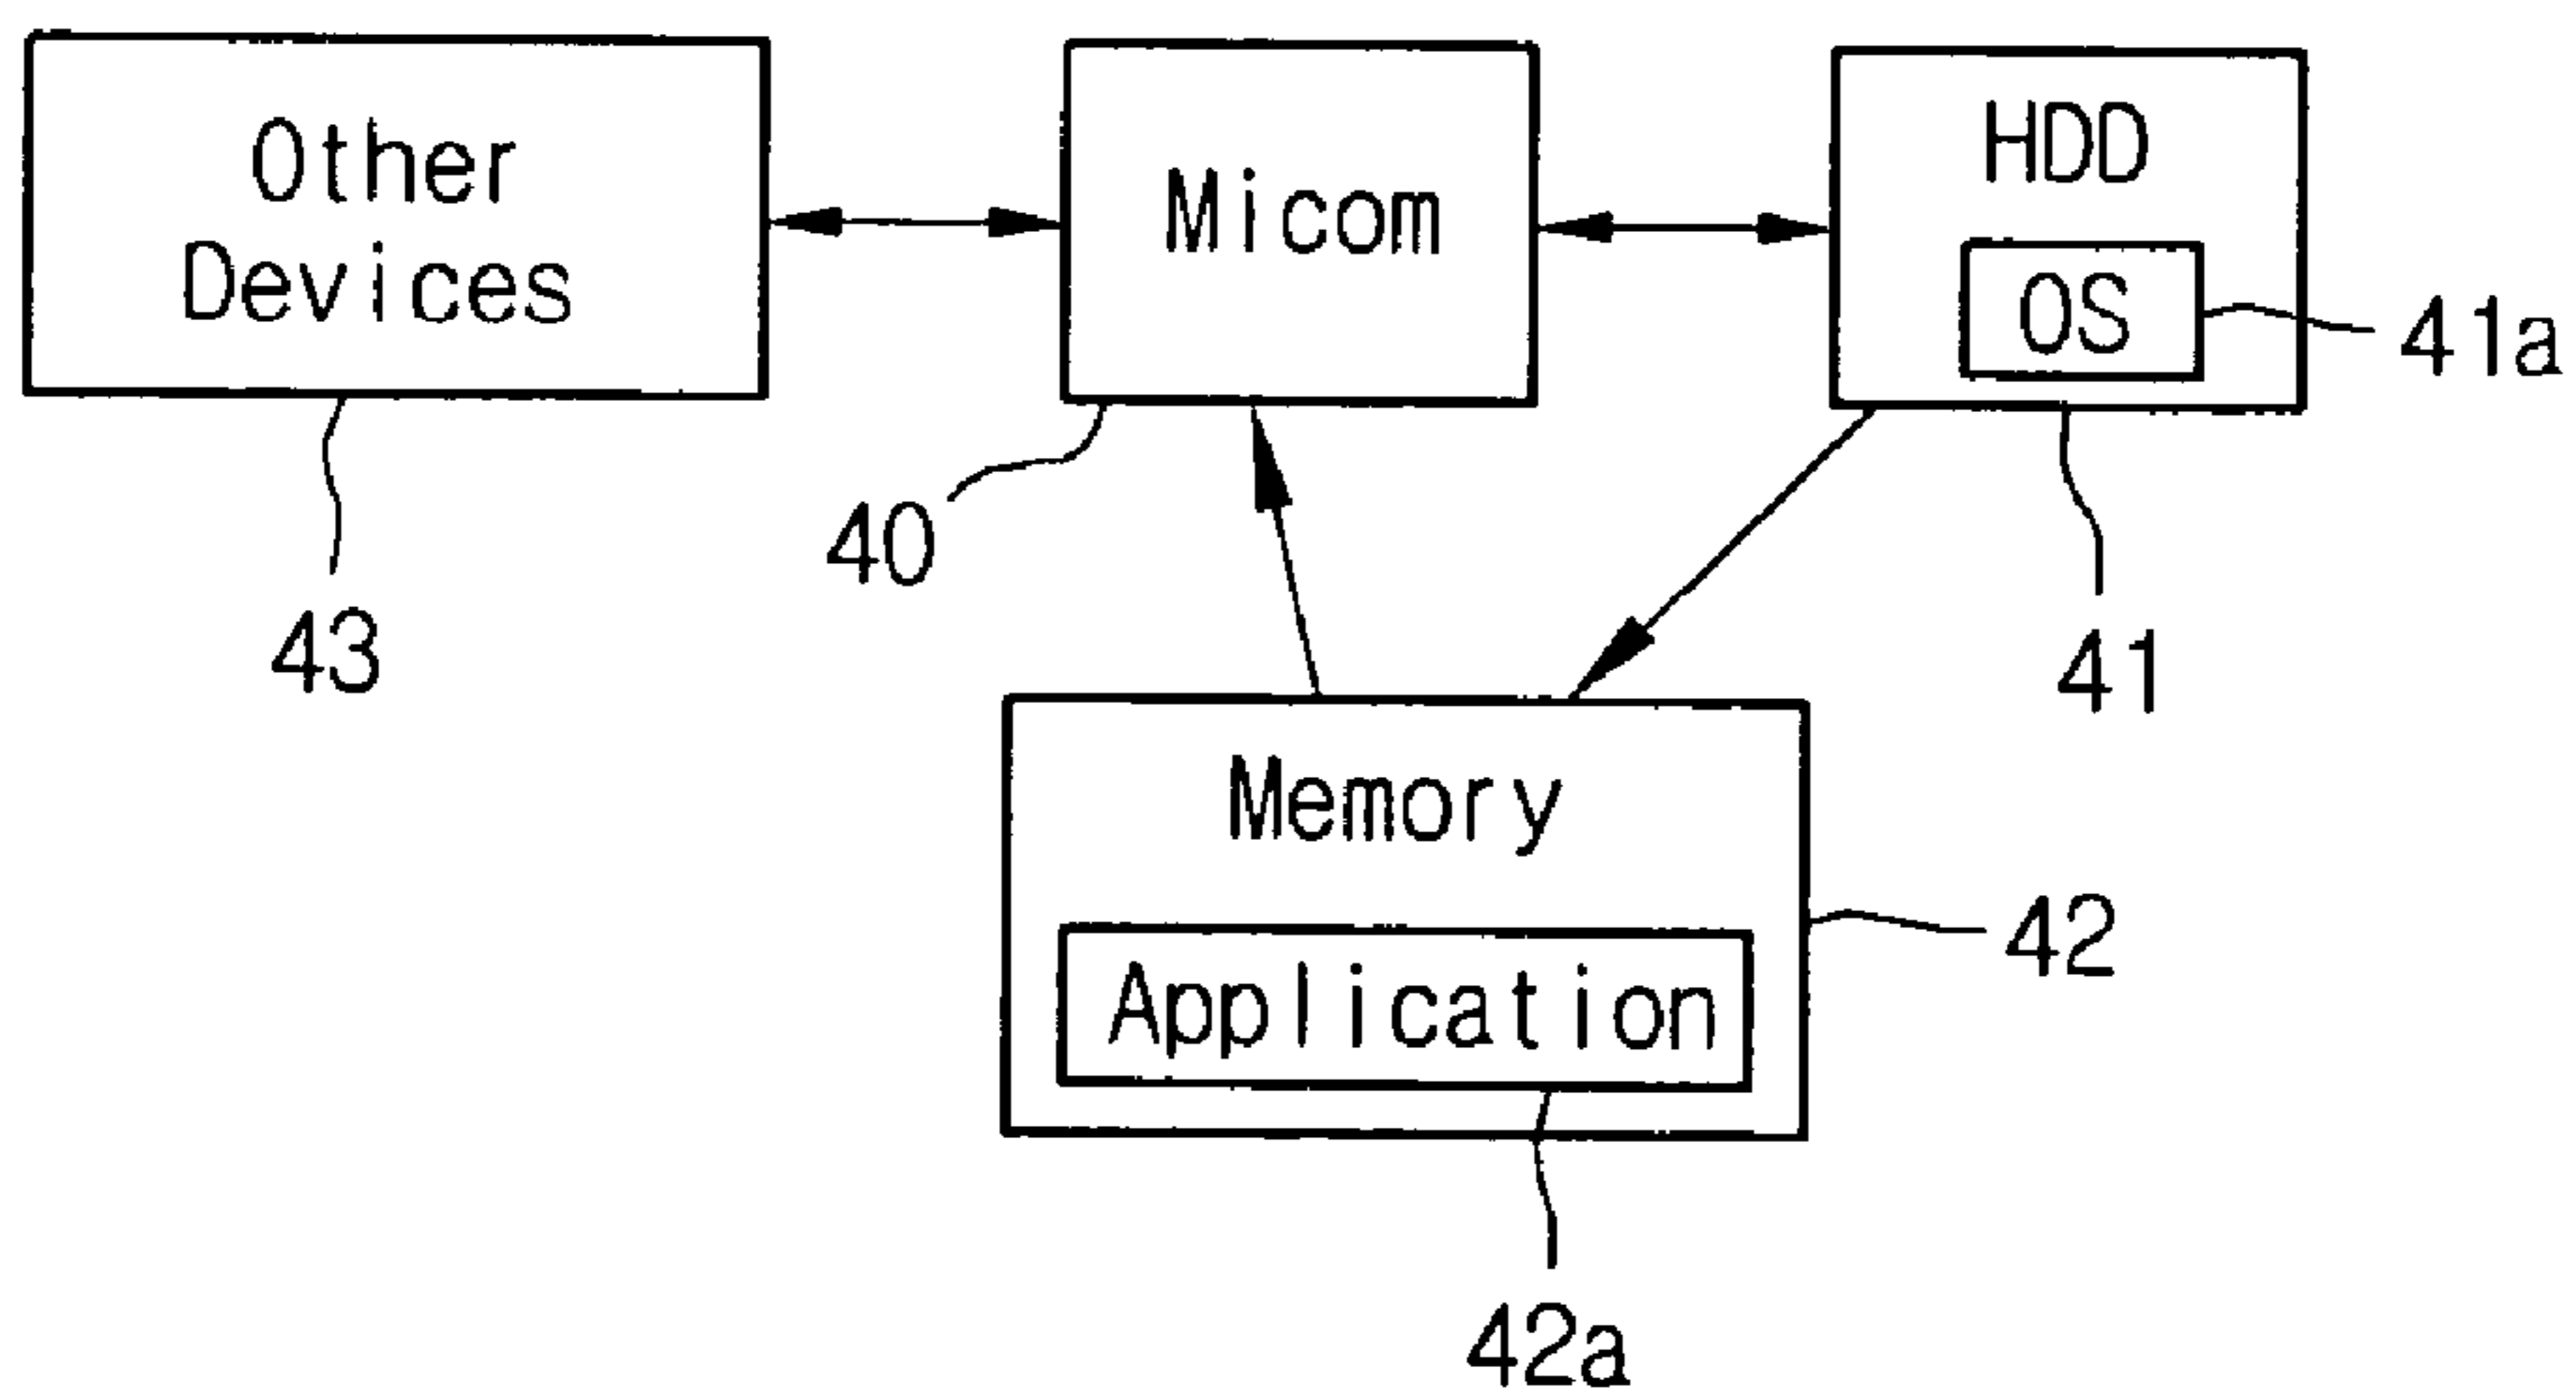 Other
Devices
Micom
HDD
OS
41a
40
43
41
Memory
42
Application
42a